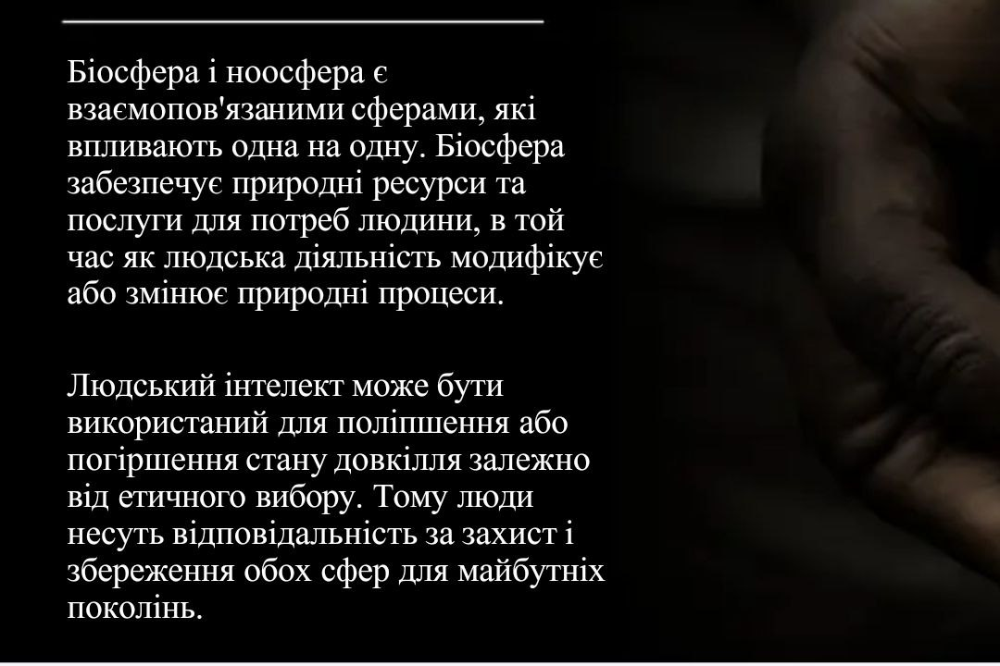 Біосфера і ноосфера є
взаємопов'язаними сферами, які
впливають одна на одну. Біосфера
забезпечує природні ресурси та
послуги для потреб людини, в той
час як людська діяльність модифікує
або змінює природні процеси.
Людський інтелект може бути
використаний для поліпшення або
погіршення стану довкілля залежно
від етичного вибору. Тому люди
несуть відповідальність за захист і
збереження обох сфер для майбутніх
поколінь.